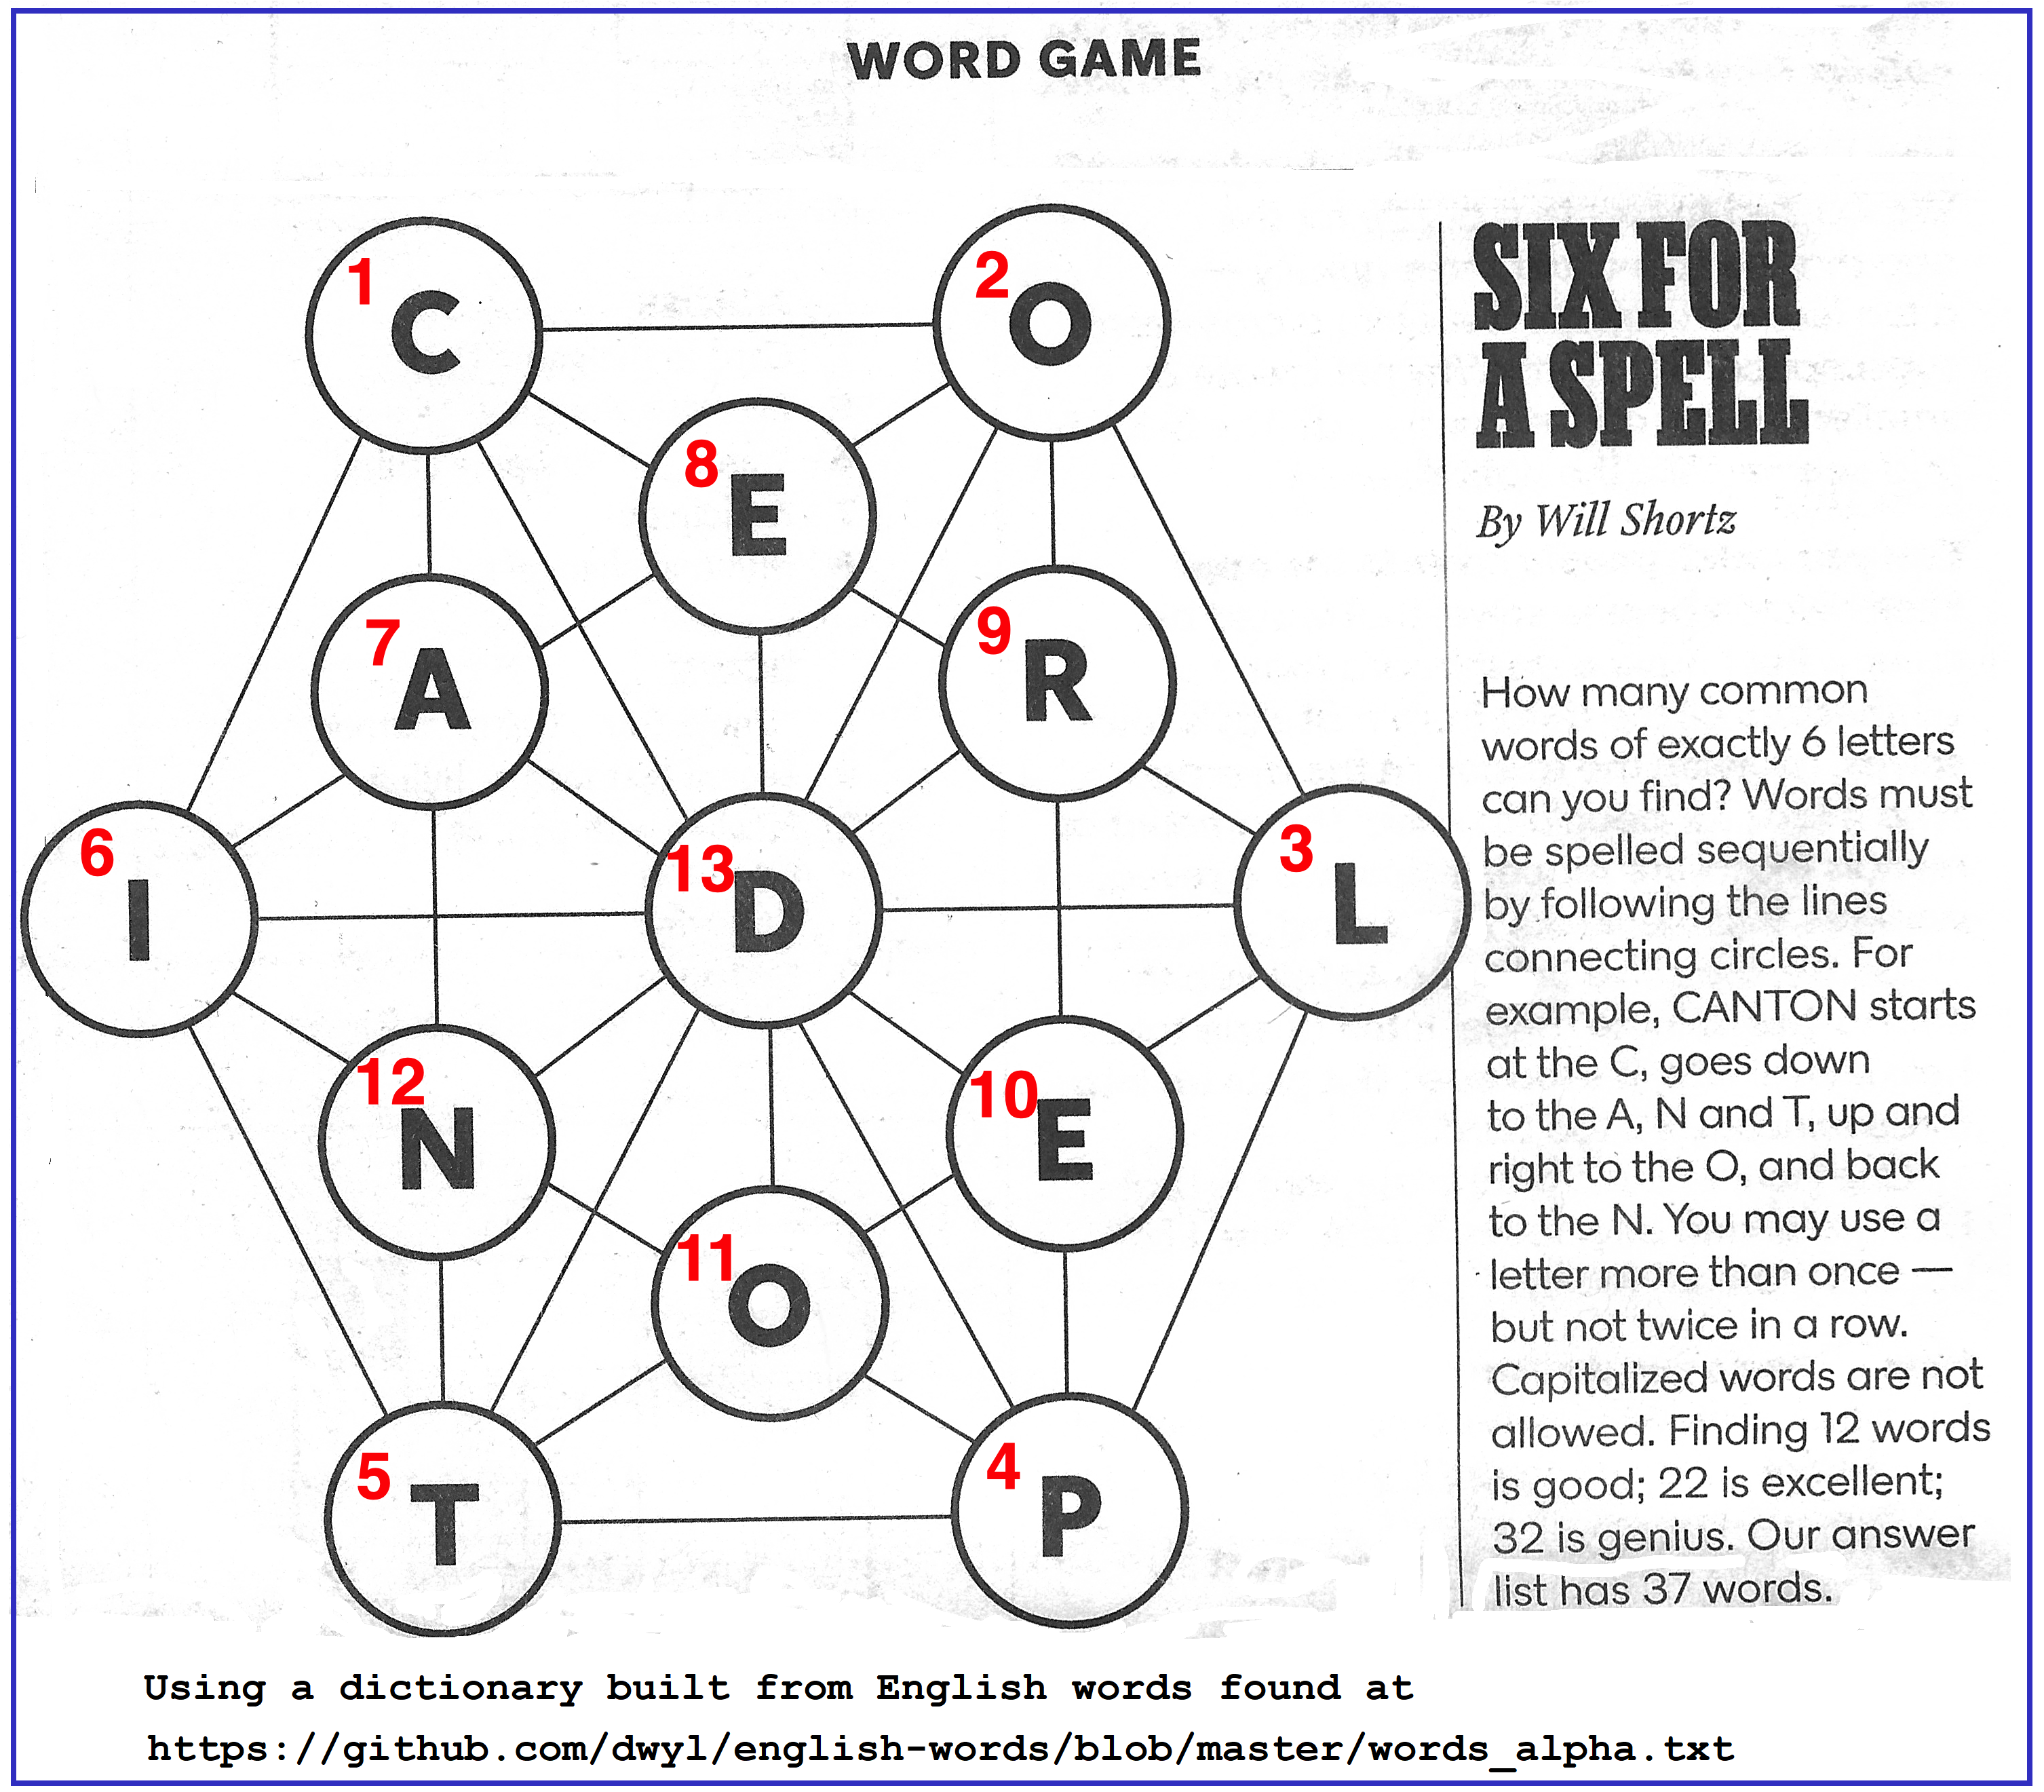 WORD GAME
1 C
2 O
8 E
7 A
9 R
6 I
13 D
3 L
12 N
10 E
11 O
5 T
4 P
SIX FOR
A SPELL
By Will Shortz
How many common
words of exactly 6 letters
can you find? Words must
be spelled sequentially
by following the lines
connecting circles. For
example, CANTON starts
at the C, goes down
to the A, N and T, up and
right to the O, and back
to the N. You may use a
letter more than once —
but not twice in a row.
Capitalized words are not
allowed. Finding 12 words
is good; 22 is excellent;
32 is genius. Our answer
list has 37 words.
Using a dictionary built from English words found at
https://github.com/dwyl/english-words/blob/master/words_alpha.txt